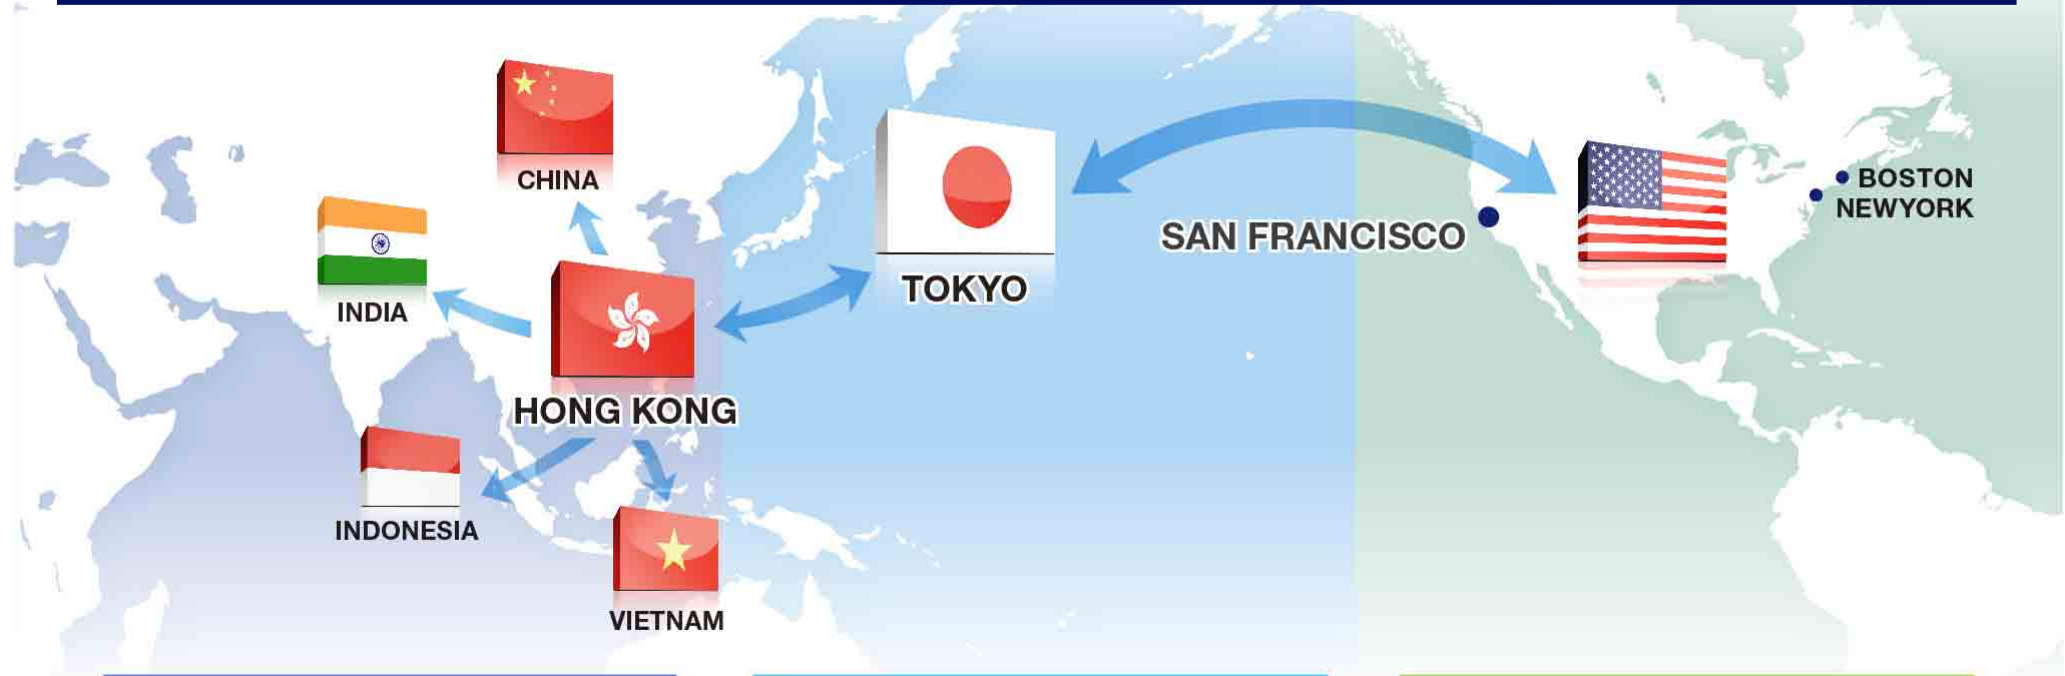 CHINA
INDIA
HONG KONG
INDONESIA
VIETNAM
TOKYO
SAN FRANCISCO
BOSTON
NEWYORK